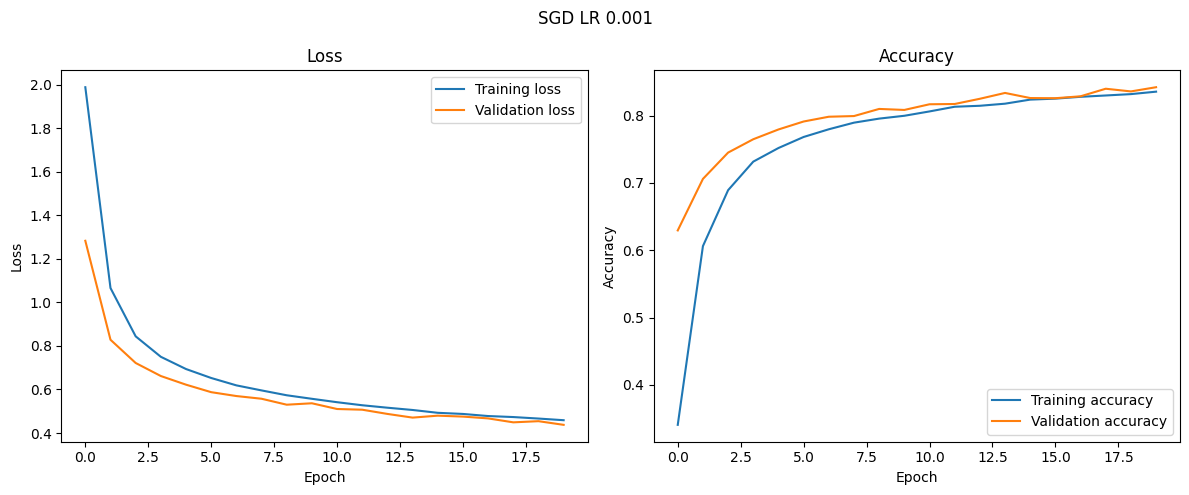 SGD LR 0.001
Loss
2.0
1.8
1.6
1.4
1.2
1.0
0.8
0.6
0.4
Loss
Training loss
Validation loss
0.0 2.5 5.0 7.5 10.0 12.5 15.0 17.5
Epoch
Accuracy
0.8
0.7
0.6
0.5
0.4
Accuracy
Training accuracy
Validation accuracy
0.0 2.5 5.0 7.5 10.0 12.5 15.0 17.5
Epoch